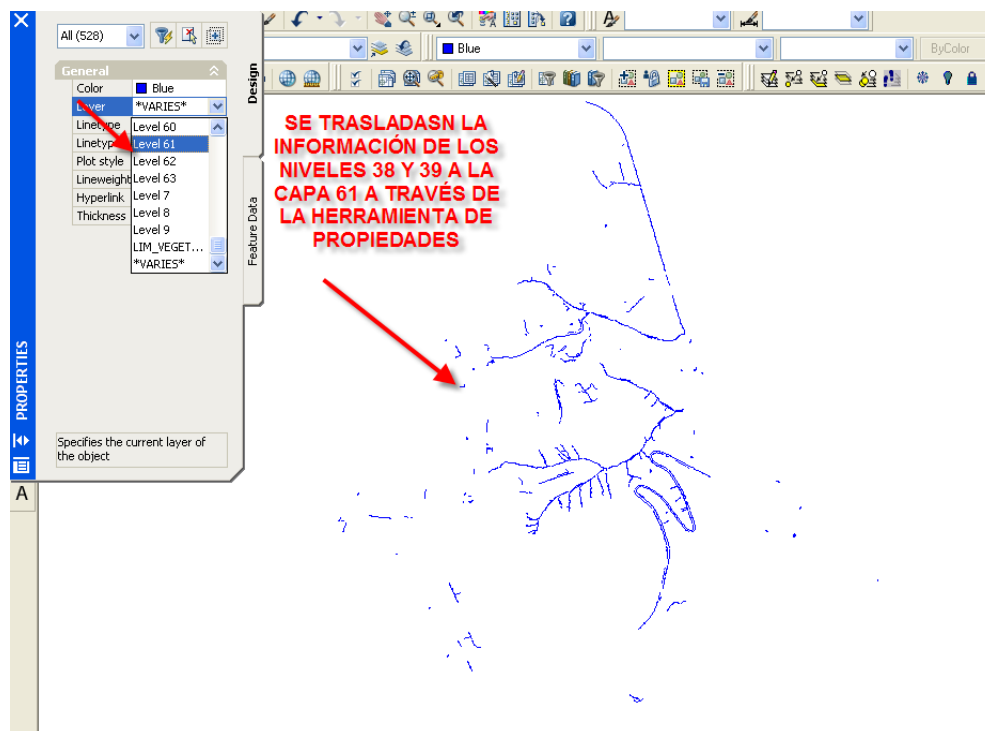 All (528)
Blue
ByColor
General
Color
Blue
Layer
*VARIES*
Linetype
Level 60
Linetyp
Level 61
Plot style
Level 62
Lineweight
Level 63
Hyperlink
Level 7
Thickness
Level 8
Level 9
LIM_VEGET...
*VARIES*
Design
Feature Data
SE TRASLADASN LA
INFORMACIÓN DE LOS
NIVELES 38 Y 39 A LA
CAPA 61 A TRAVÉS DE
LA HERRAMIENTA DE
PROPIEDADES
PROPERTIES
Specifies the current layer of
the object
A